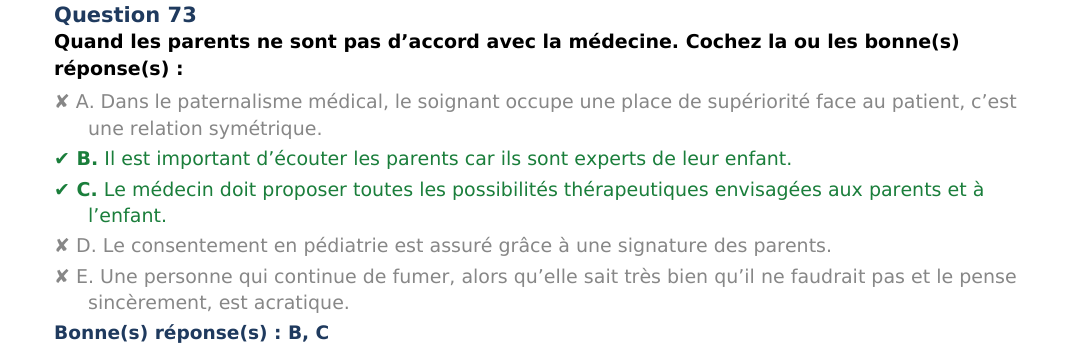 Question 73
Quand les parents ne sont pas d’accord avec la médecine. Cochez la ou les bonne(s)
réponse(s) :
✘ A. Dans le paternalisme médical, le soignant occupe une place de supériorité face au patient, c’est
une relation symétrique.
✔ B. Il est important d’écouter les parents car ils sont experts de leur enfant.
✔ C. Le médecin doit proposer toutes les possibilités thérapeutiques envisagées aux parents et à
l’enfant.
✘ D. Le consentement en pédiatrie est assuré grâce à une signature des parents.
✘ E. Une personne qui continue de fumer, alors qu’elle sait très bien qu’il ne faudrait pas et le pense
sincèrement, est acratique.
Bonne(s) réponse(s) : B, C